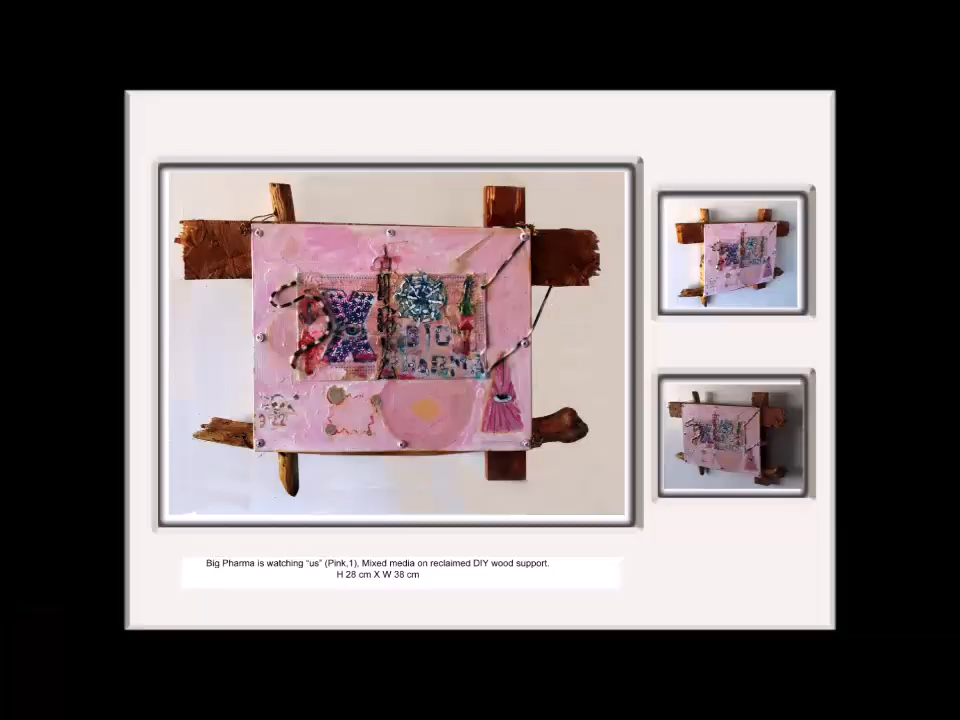 BIG
PHARMA
Big Pharma is watching “us” (Pink,1), Mixed media on reclaimed DIY wood support.
H 28 cm X W 38 cm